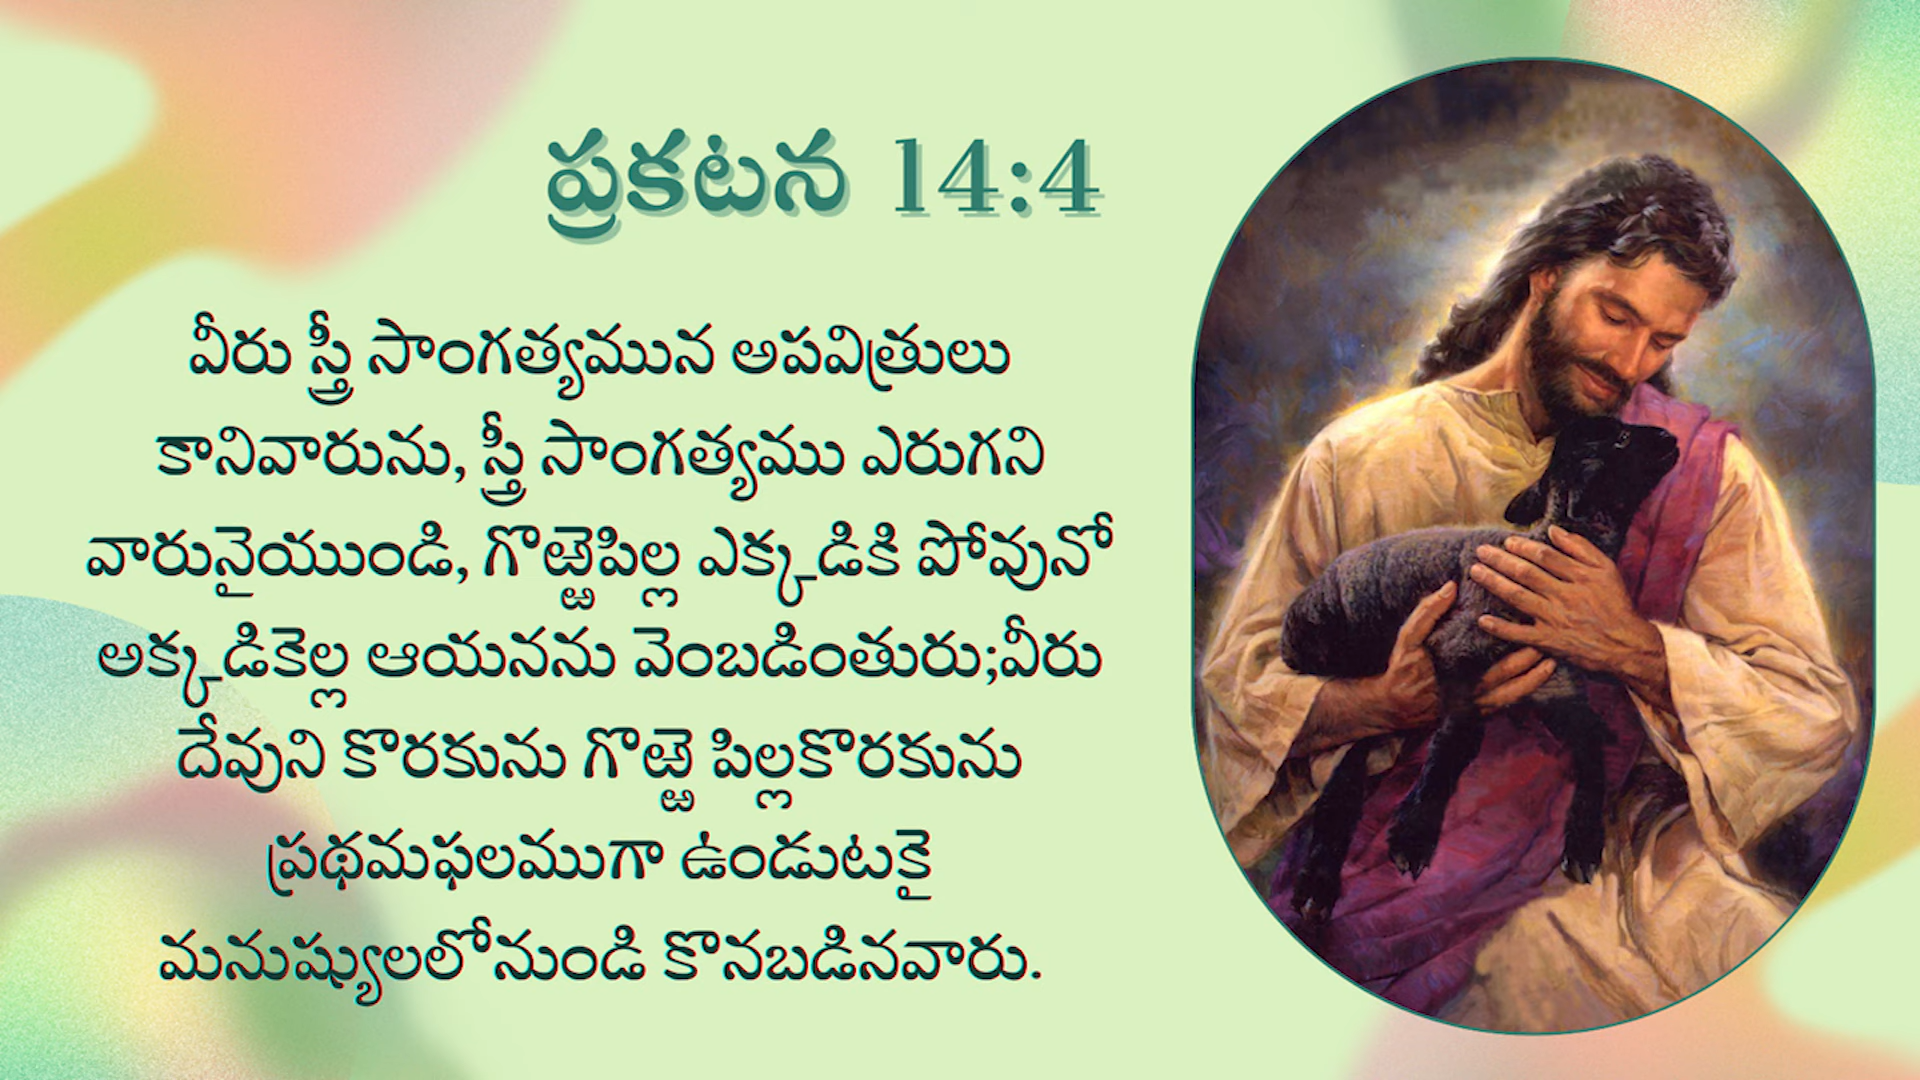 ప్రకటన 14:4
వీరు స్త్రీ సాంగత్యమున అపవిత్రులు
కానివారును, స్త్రీ సాంగత్యము ఎరుగని
వారునైయుండి, గొఱ్ఱెపిల్ల ఎక్కడికి పోవునో
అక్కడికెల్ల ఆయనను వెంబడింతురు;వీరు
దేవుని కొరకును గొఱ్ఱె పిల్లకొరకును
ప్రథమఫలముగా ఉండుటకై
మనుష్యులలోనుండి కొనబడినవారు.